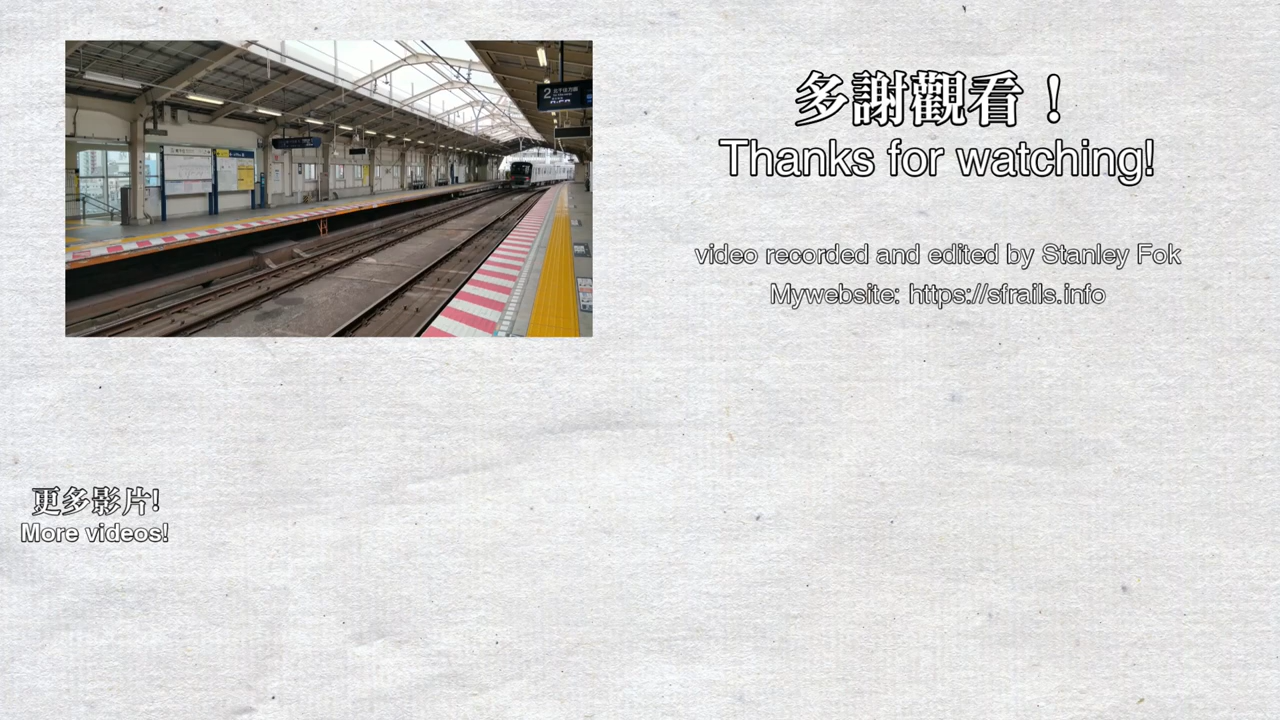 2
多謝觀看！
Thanks for watching!
video recorded and edited by Stanley Fok
Mywebsite: https://sfrails.info
更多影片!
More videos!